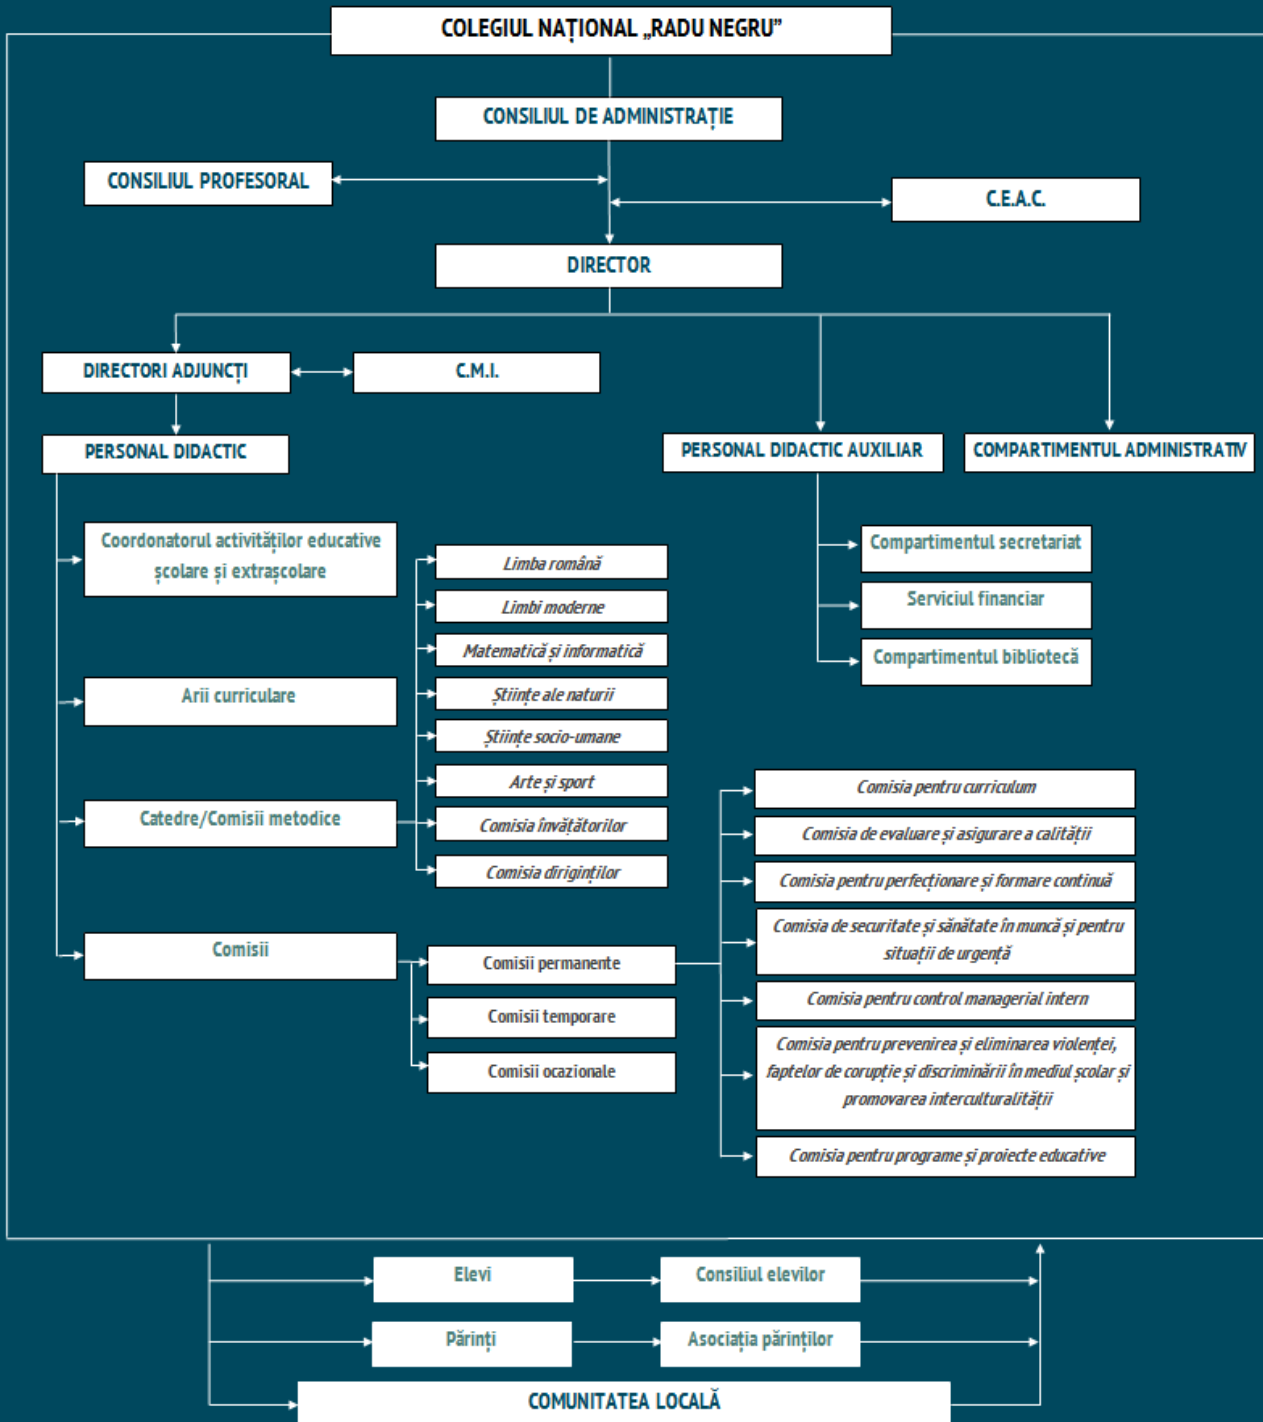 COLEGIUL NAȚIONAL „RADU NEGRU”
CONSILIUL DE ADMINISTRAȚIE
CONSILIUL PROFESORAL
C.E.A.C.
DIRECTOR
DIRECTORI ADJUNCȚI
C.M.I.
PERSONAL DIDACTIC
PERSONAL DIDACTIC AUXILIAR
COMPARTIMENTUL ADMINISTRATIV
Coordonatorul activităților educative
școlare și extrașcolare
Arii curriculare
Catedre/Comisii metodice
Comisii
Limba română
Limbi moderne
Matematică și informatică
Științe ale naturii
Științe socio-umane
Arte și sport
Comisia învățătorilor
Comisia diriginților
Compartimentul secretariat
Serviciul financiar
Compartimentul bibliotecă
Comisii permanente
Comisii temporare
Comisii ocazionale
Comisia pentru curriculum
Comisia de evaluare și asigurare a calității
Comisia pentru perfecționare și formare continuă
Comisia de securitate și sănătate în muncă și pentru
situații de urgență
Comisia pentru control managerial intern
Comisia pentru prevenirea și eliminarea violenței,
faptelor de corupție și discriminării în mediul școlar și
promovarea interculturalității
Comisia pentru programe și proiecte educative
Elevi
Consiliul elevilor
Părinți
Asociația părinților
COMUNITATEA LOCALĂ